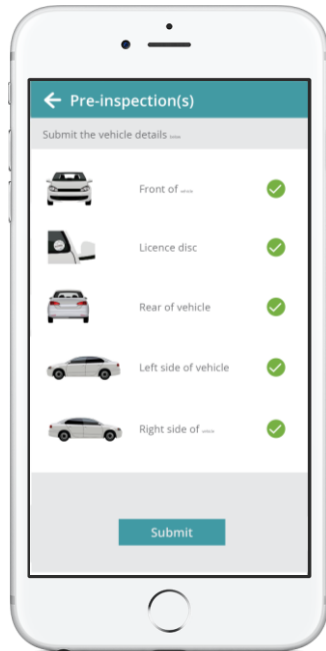 Pre-inspection(s)
Submit the vehicle details
Front of
Licence disc
Rear of vehicle
Left side of vehicle
Right side of
Submit